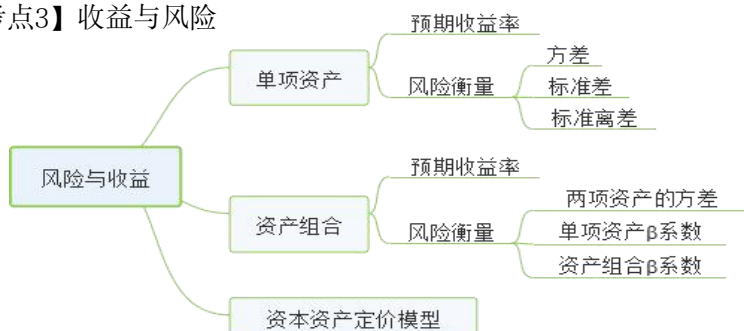 点3】收益与风险
预期收益率
单项资产
风险衡量
方差
标准差
标准离差
风险与收益
预期收益率
资产组合
风险衡量
两项资产的方差
单项资产β系数
资产组合β系数
资本资产定价模型